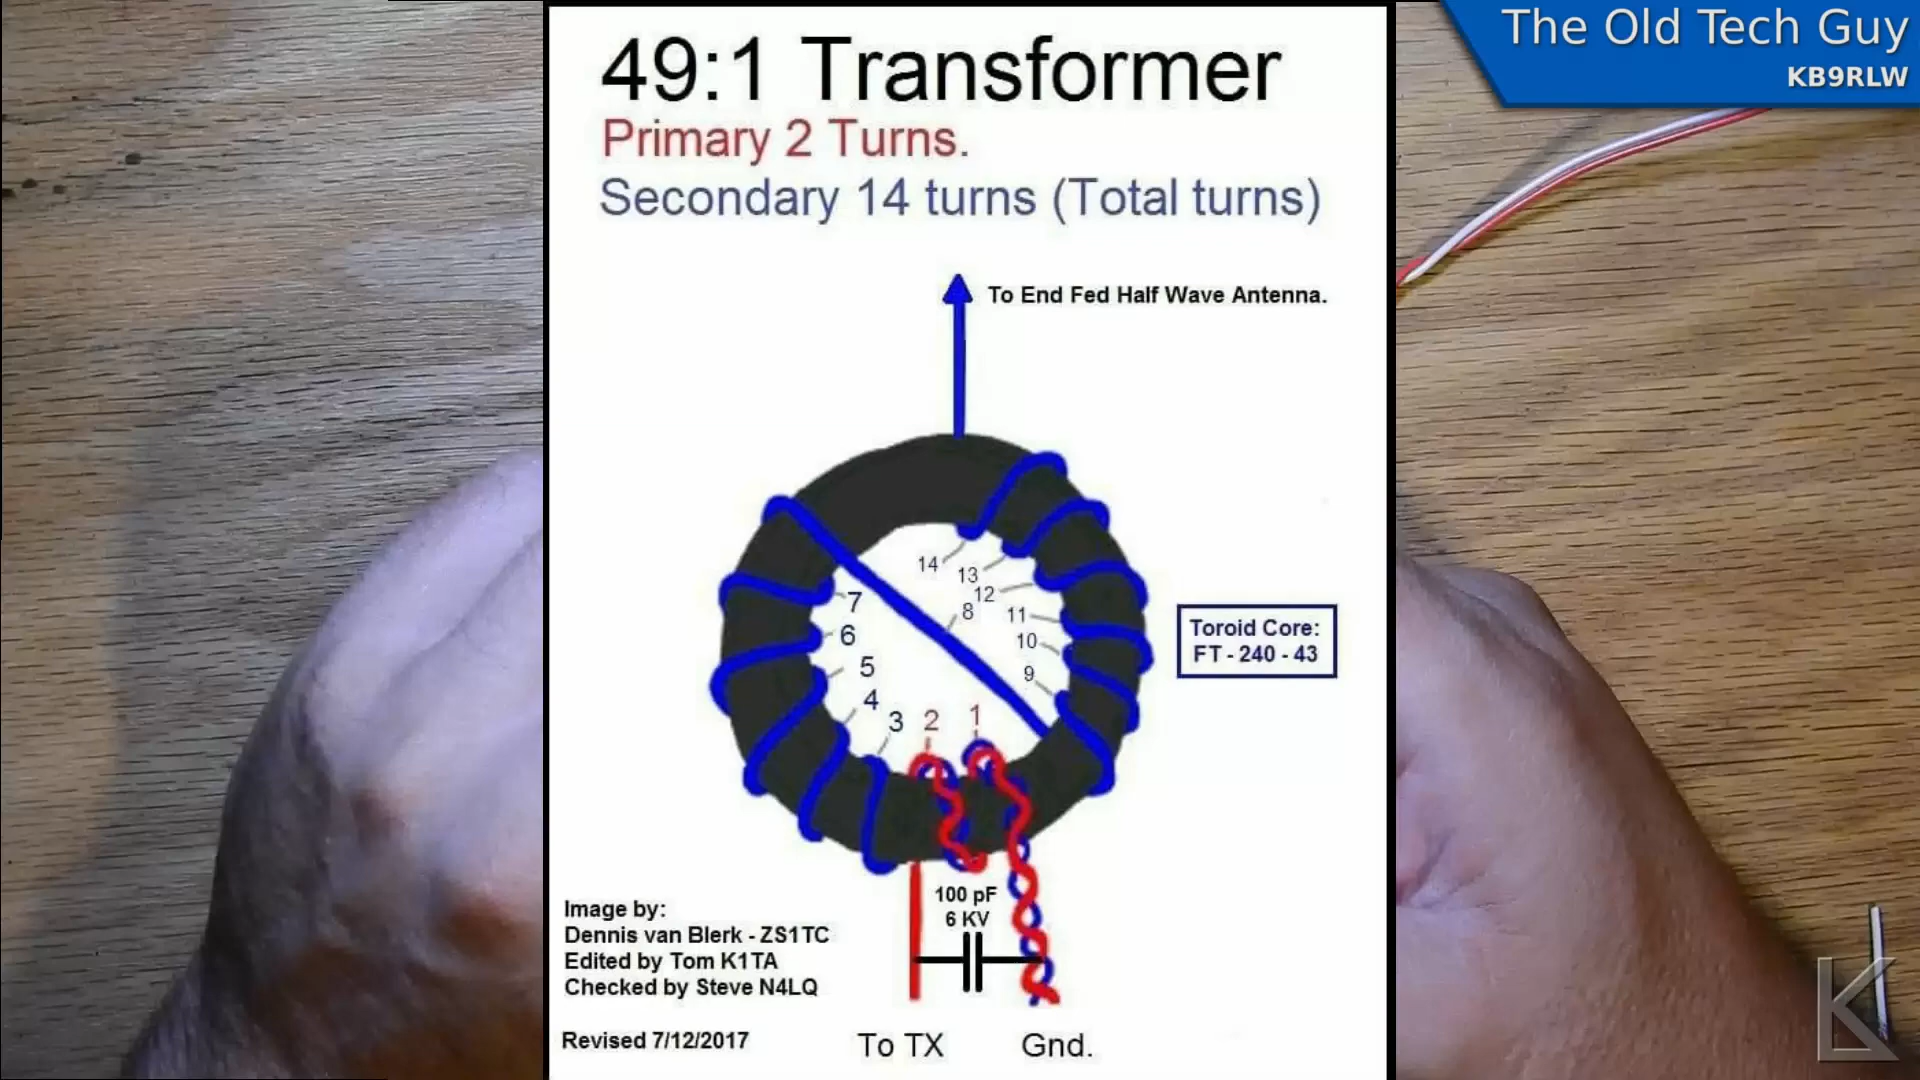 The Old Tech Guy
KB9RLW
49:1 Transformer
Primary 2 Turns.
Secondary 14 turns (Total turns)
To End Fed Half Wave Antenna.
14
13
12
11
10
9
8
7
6
5
4
3
2
1
Toroid Core:
FT - 240 - 43
100 pF
6 KV
Image by:
Dennis van Blerk - ZS1TC
Edited by Tom K1TA
Checked by Steve N4LQ
Revised 7/12/2017
To TX
Gnd.
K